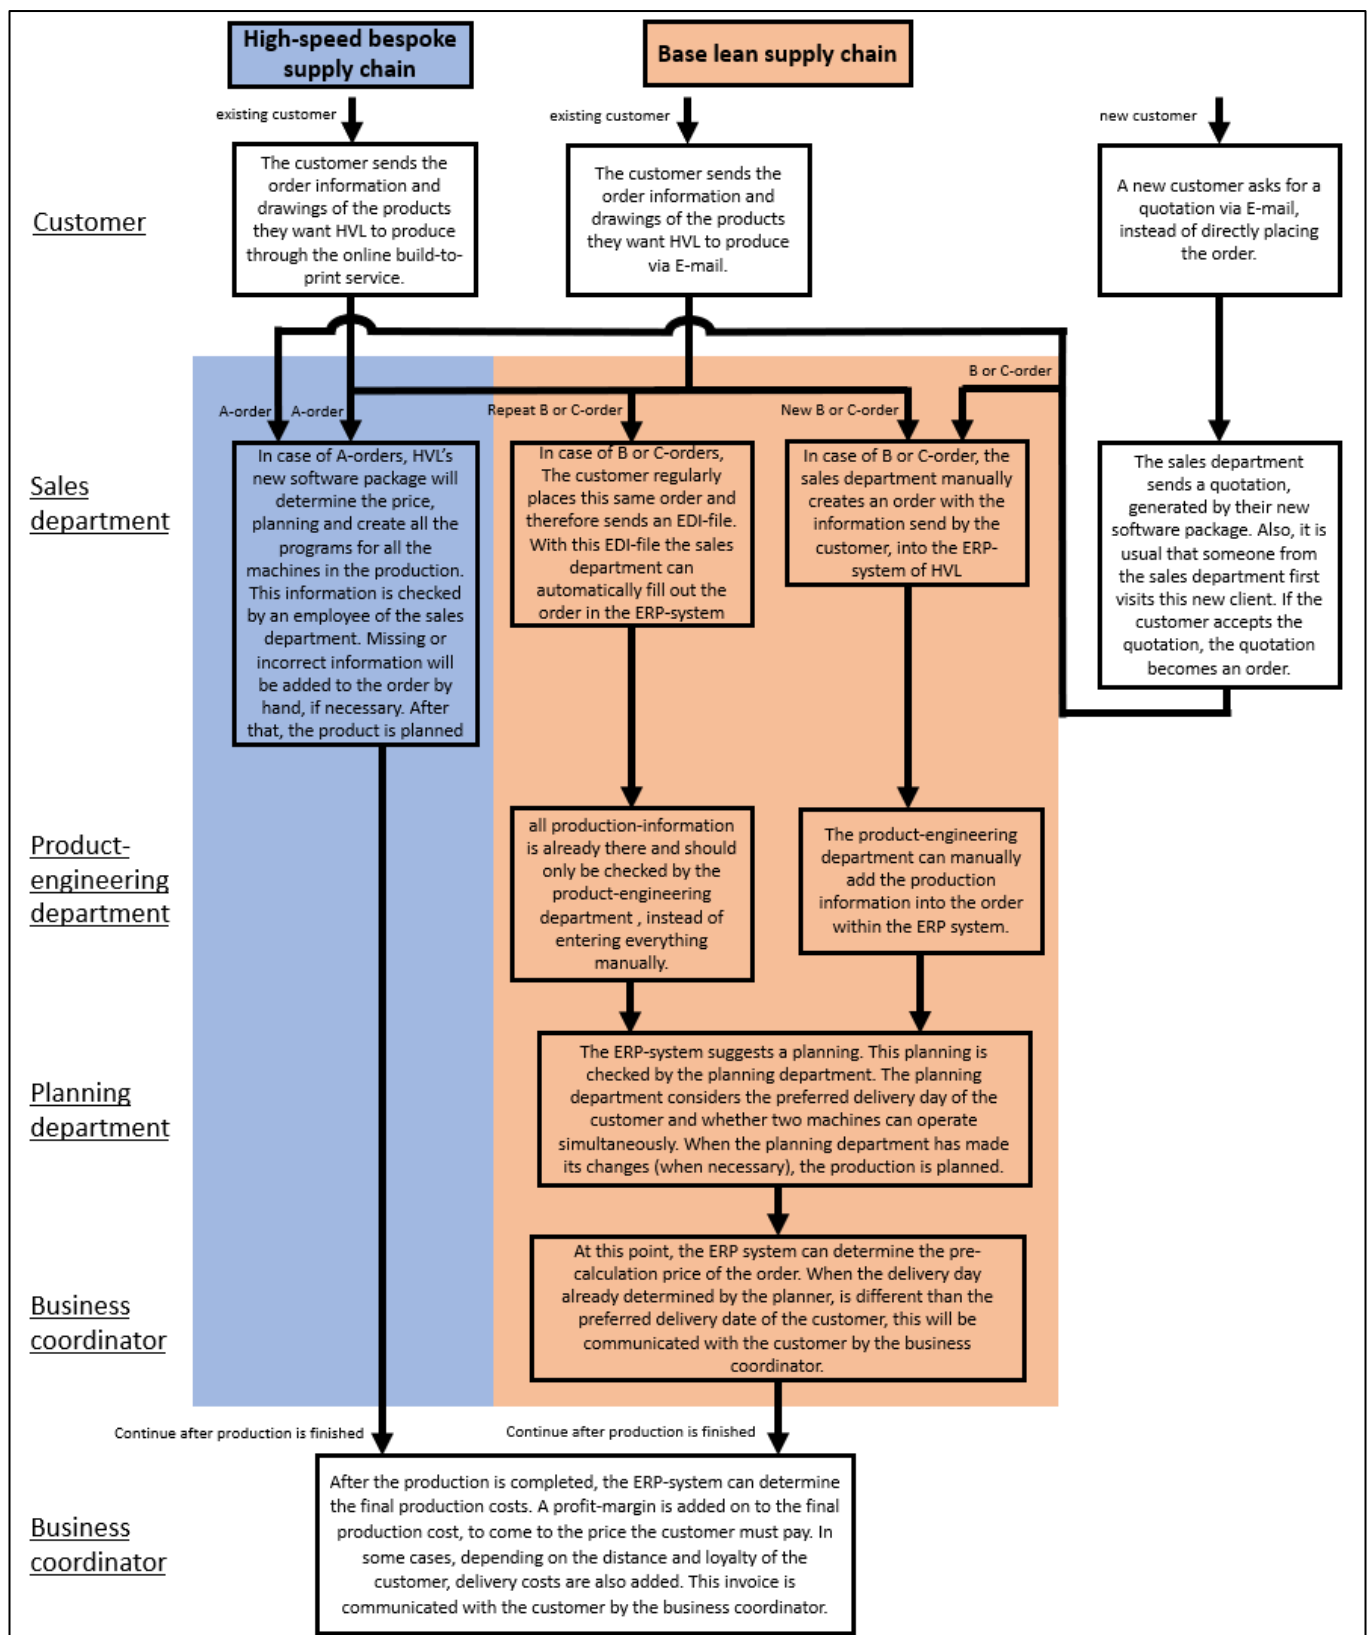 High-speed bespoke
supply chain
Base lean supply chain
existing customer
existing customer
new customer
Customer
The customer sends the
order information and
drawings of the products
they want HVL to produce
through the online build-to-
print service.
The customer sends the
order information and
drawings of the products
they want HVL to produce
via E-mail.
A new customer asks for a
quotation via E-mail,
instead of directly placing
the order.
B or C-order
A-order
A-order
Repeat B or C-order
New B or C-order
Sales
department
In case of A-orders, HVL's
new software package will
determine the price,
planning and create all the
programs for all the
machines in the production.
This information is checked
by an employee of the sales
department. Missing or
incorrect information will
be added to the order by
hand, if necessary. After
that, the product is planned
In case of B or C-orders,
The customer regularly
places this same order and
therefore sends an EDI-file.
With this EDI-file the sales
department can
automatically fill out the
order in the ERP-system
In case of B or C-order, the
sales department manually
creates an order with the
information send by the
customer, into the ERP-
system of HVL
The sales department
sends a quotation,
generated by their new
software package. Also, it is
usual that someone from
the sales department first
visits this new client. If the
customer accepts the
quotation, the quotation
becomes an order.
Product-
engineering
department
all production-information
is already there and should
only be checked by the
product-engineering
department , instead of
entering everything
manually.
The product-engineering
department can manually
add the production
information into the order
within the ERP system.
Planning
department
The ERP-system suggests a planning. This planning is
checked by the planning department. The planning
department considers the preferred delivery day of the
customer and whether two machines can operate
simultaneously. When the planning department has made
its changes (when necessary), the production is planned.
Business
coordinator
At this point, the ERP system can determine the pre-
calculation price of the order. When the delivery day
already determined by the planner, is different than the
preferred delivery date of the customer, this will be
communicated with the customer by the business
coordinator.
Continue after production is finished
Continue after production is finished
Business
coordinator
After the production is completed, the ERP-system can determine
the final production costs. A profit-margin is added on to the final
production cost, to come to the price the customer must pay. In
some cases, depending on the distance and loyalty of the
customer, delivery costs are also added. This invoice is
communicated with the customer by the business coordinator.